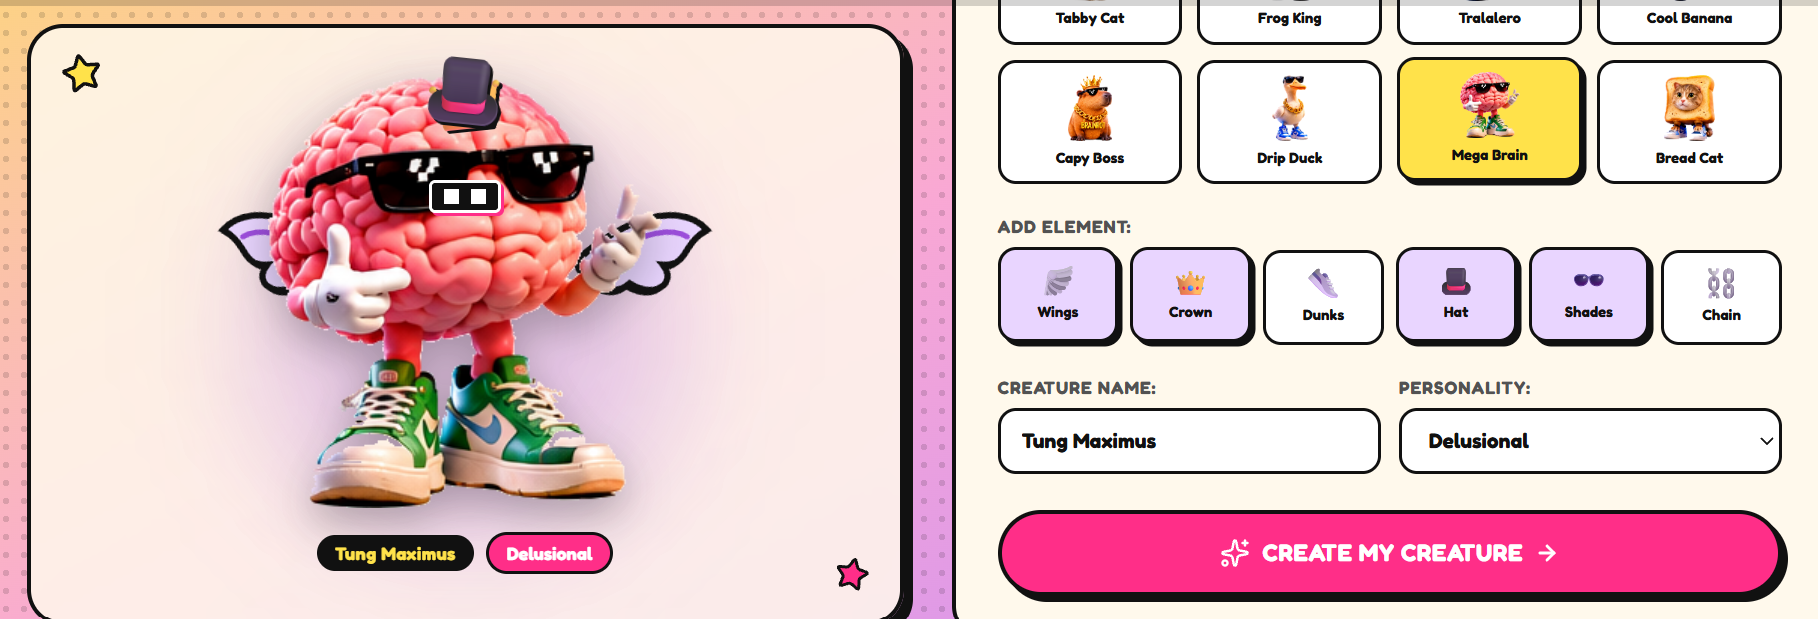 Tabby Cat
Frog King
Tralalero
Cool Banana
Capy Boss
Drip Duck
Mega Brain
Bread Cat
ADD ELEMENT:
Wings
Crown
Dunks
Hat
Shades
Chain
CREATURE NAME:
PERSONALITY:
Tung Maximus
Delusional
CREATE MY CREATURE →
Tung Maximus
Delusional